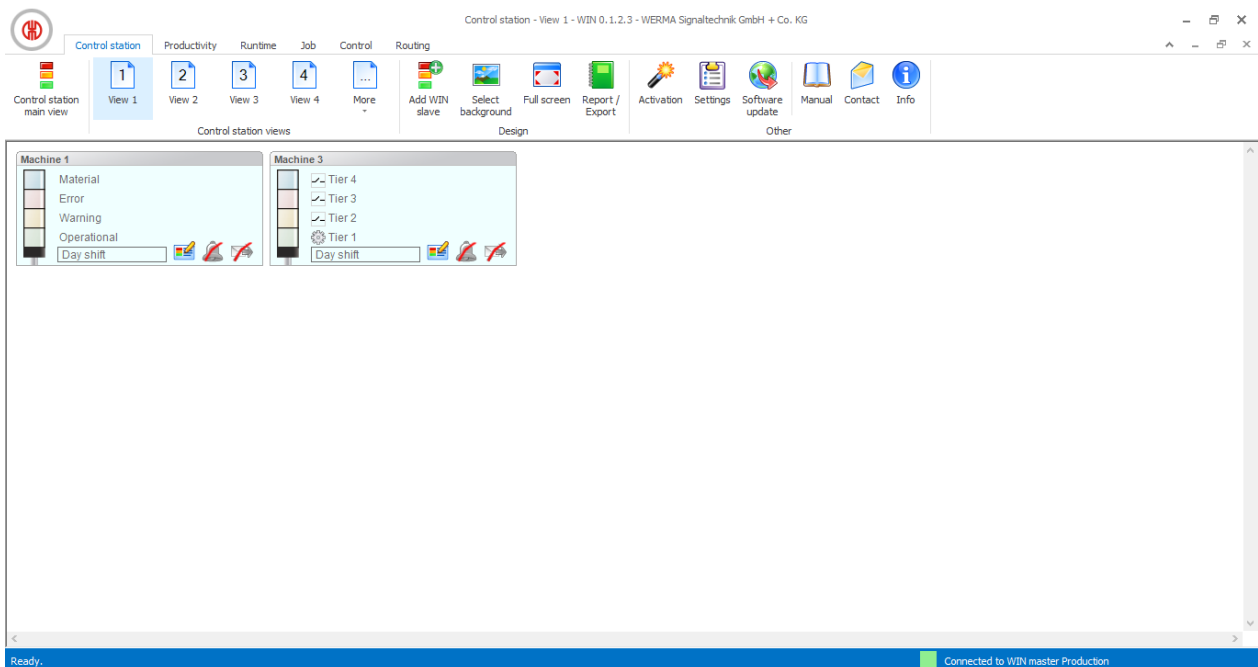 Control station - View 1 - WIN 0.1.2.3 - WERMA Signaltechnik GmbH + Co. KG
Control station Productivity Runtime Job Control Routing
Control station main view
1 View 1
2 View 2
3 View 3
4 View 4
... More
Add WIN slave
Select background
Full screen
Report / Export
Activation
Settings
Software update
Manual
Contact
Info
Control station views
Design
Other
Machine 1
Material
Error
Warning
Operational
Day shift
Machine 3
Tier 4
Tier 3
Tier 2
Tier 1
Day shift
Ready.
Connected to WIN master Production